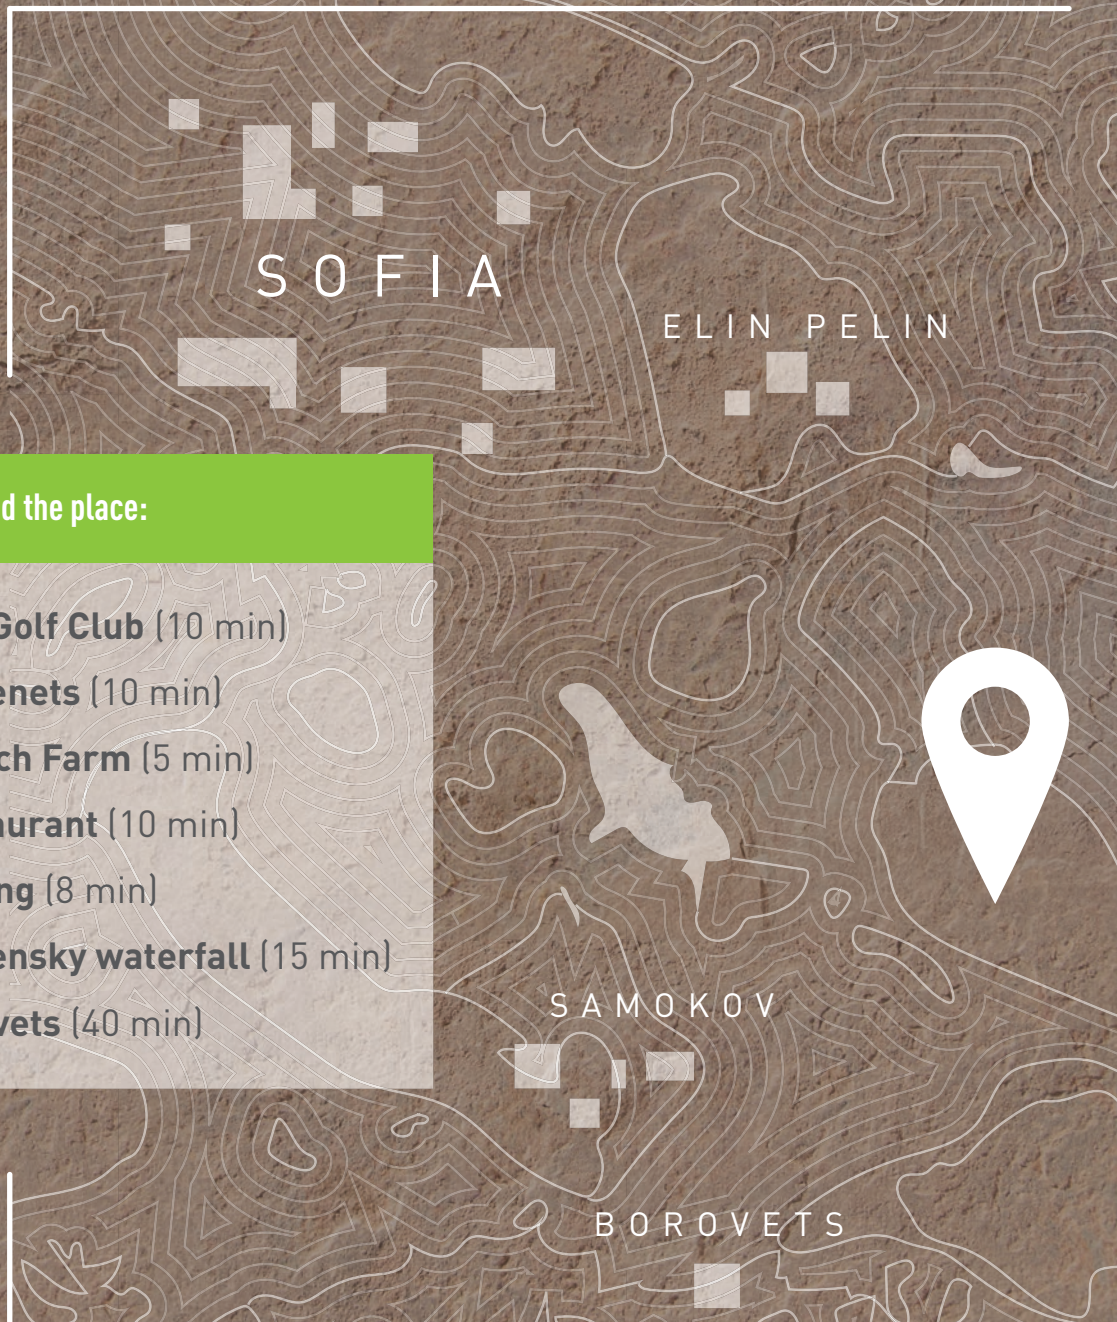 SOFIA
ELIN PELIN
d the place:
Golf Club (10 min)
enets (10 min)
ch Farm (5 min)
aurant (10 min)
ng (8 min)
ensky waterfall (15 min)
vets (40 min)
SAMOKOV
BOROVETS